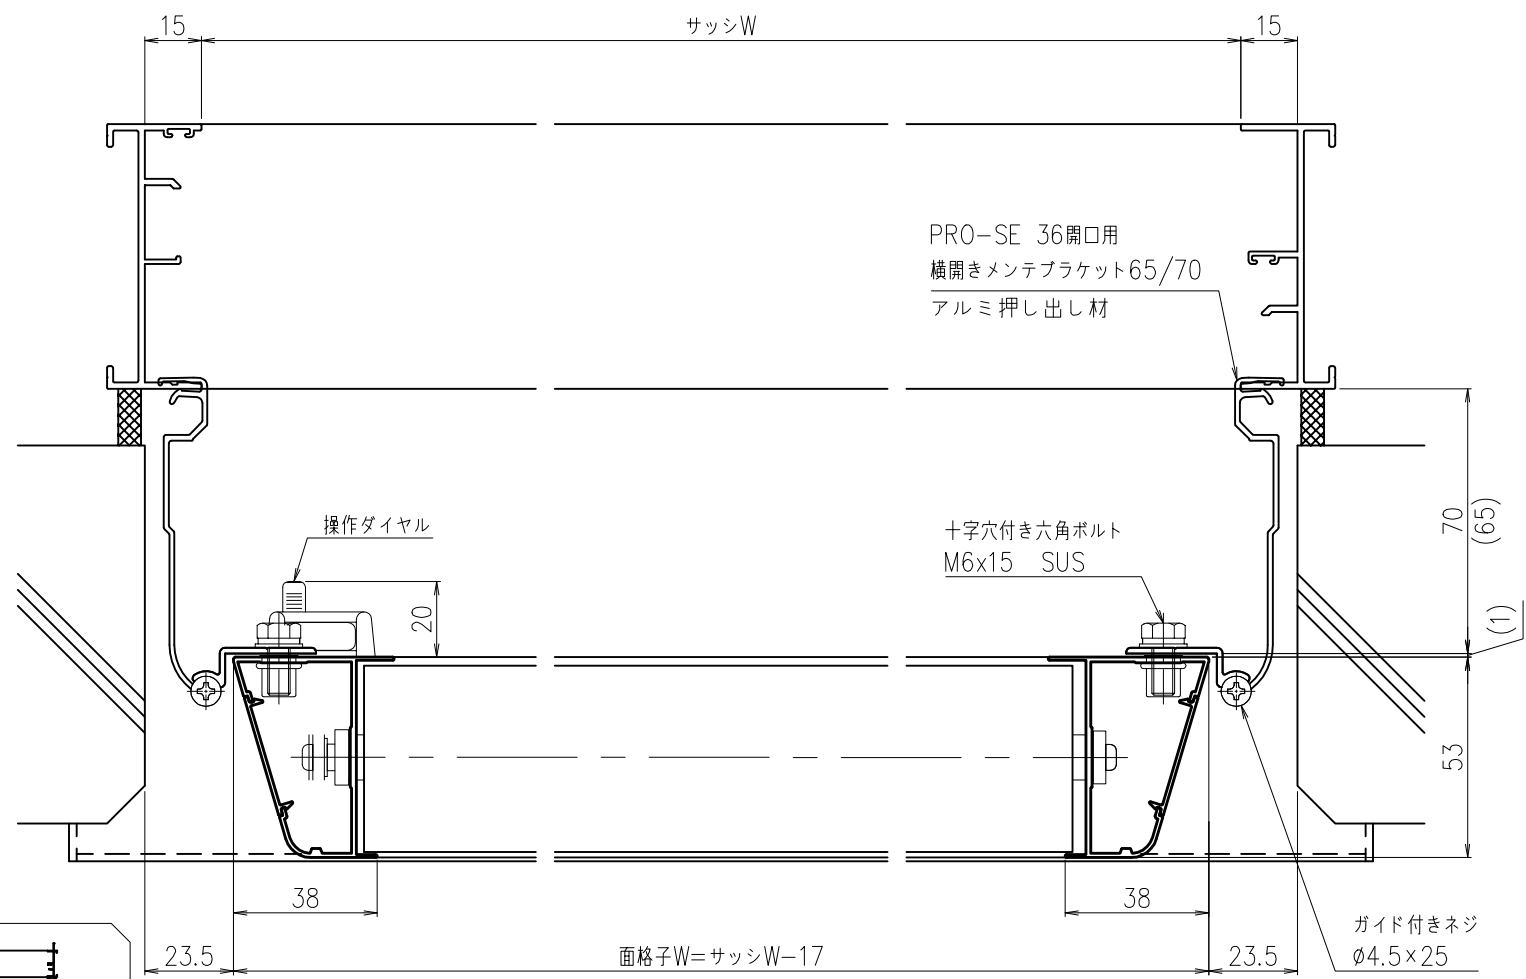 15
サッシW
15
PRO-SE 36開口用
横開きメンテブラケット65/70
アルミ押し出し材
操作ダイヤル
20
十字穴付き六角ボルト
M6x15 SUS
70
(65)
(1)
53
38
38
23.5
面格子W=サッシW-17
23.5
ガイド付きネジ
φ4.5×25